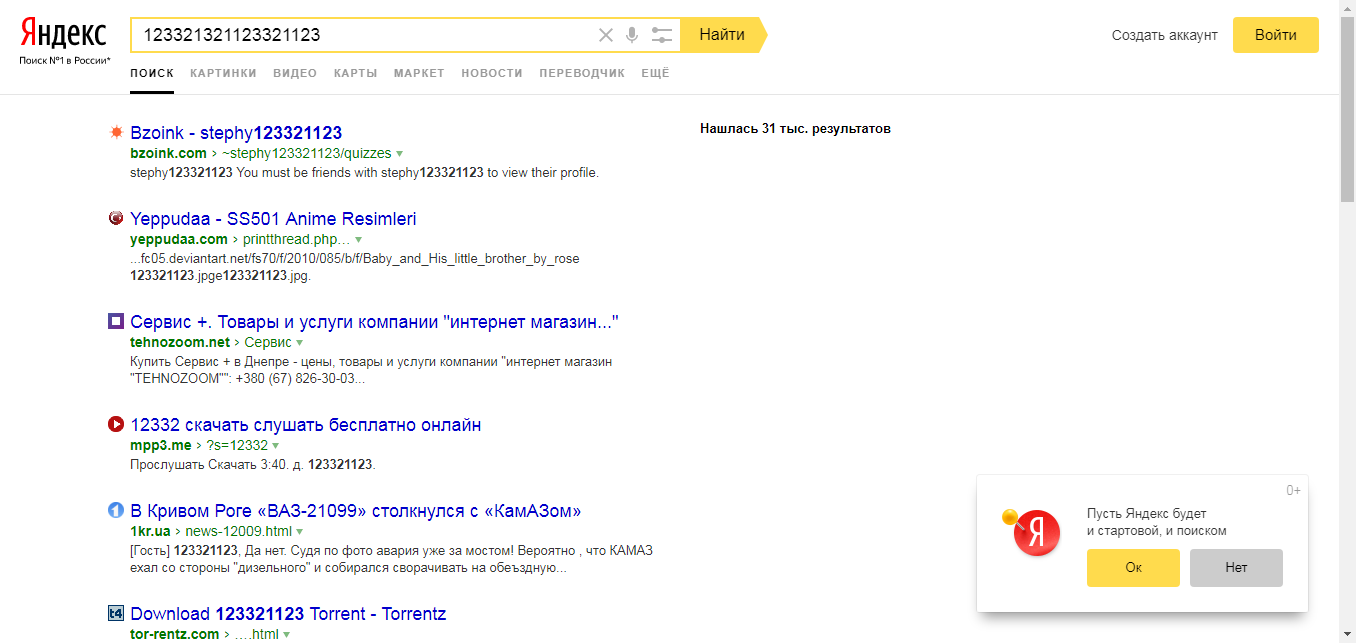 Яндекс
Поиск №1 в России*
123321321123321123
Найти
Создать аккаунт
Войти
ПОИСК КАРТИНКИ ВИДЕО КАРТЫ МАРКЕТ НОВОСТИ ПЕРЕВОДЧИК ЕЩЁ
Bzoink - stephy123321123
bzoink.com › ~stephy123321123/quizzes
stephy123321123 You must be friends with stephy123321123 to view their profile.
Нашлась 31 тыс. результатов
Yeppudaa - SS501 Anime Resimleri
yeppudaa.com › printthread.php…
...fc05.deviantart.net/fs70/f/2010/085/b/f/Baby_and_His_little_brother_by_rose
123321123.jpge123321123.jpg.
Сервис +. Товары и услуги компании "интернет магазин..."
tehnozoom.net › Сервис
Купить Сервис + в Днепре - цены, товары и услуги компании "интернет магазин
"TEHNOZOOM"": +380 (67) 826-30-03...
12332 скачать слушать бесплатно онлайн
mpp3.me › ?s=12332
Прослушать Скачать 3:40. д. 123321123.
1
В Кривом Роге «ВАЗ-21099» столкнулся с «КамАЗом»
1kr.ua › news-12009.html
[Гость] 123321123, Да нет. Судя по фото авария уже за мостом! Вероятно , что КАМАЗ
ехал со стороны "дизельного" и собирался сворачивать на обеъздную...
t4
Download 123321123 Torrent - Torrentz
tor-rentz.com › ….html
0+
Я
Пусть Яндекс будет
и стартовой, и поиском
Ок
Нет